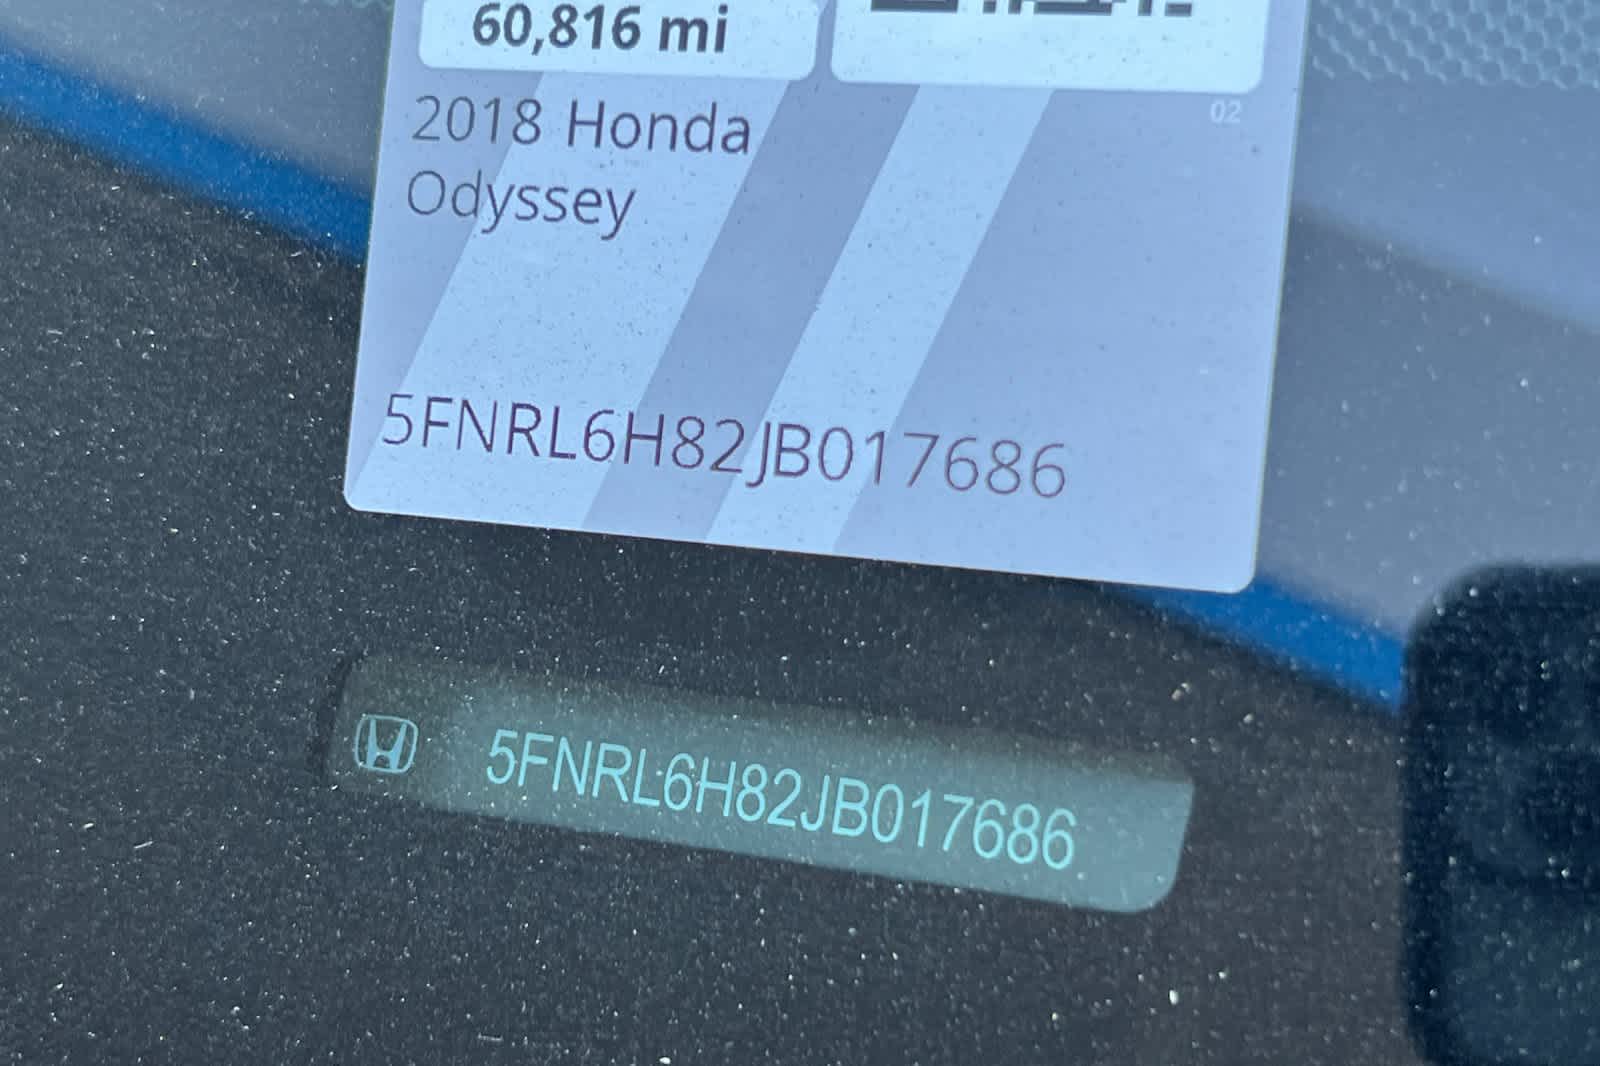 60,816 mi
02
2018 Honda
Odyssey
5FNRL6H82JB017686
5FNRL6H82JB017686